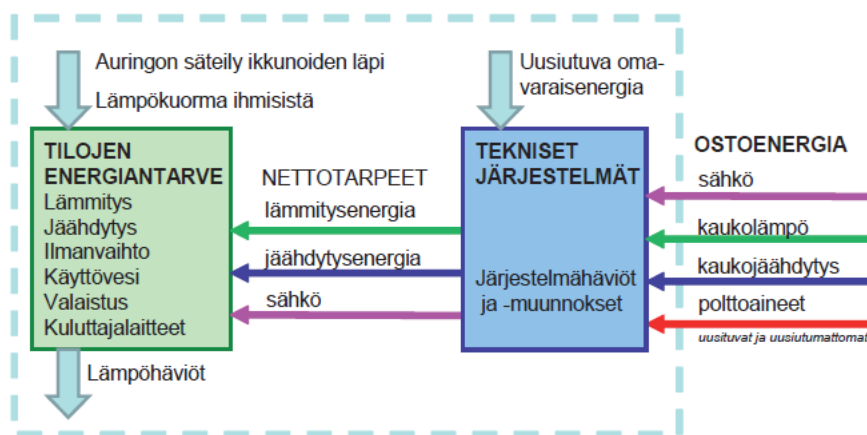 Auringon säteily ikkunoiden läpi
Lämpökuorma ihmisistä
TILOJEN
ENERGIANTARVE
Lämmitys
Jäähdytys
Ilmanvaihto
Käyttövesi
Valaistus
Kuluttajalaitteet
Lämpöhäviöt
NETTOTARPEET
lämmitysenergia
jäähdytysenergia
sähkö
Uusiutuva oma-
varaisenergia
TEKNISET
JÄRJESTELMÄT
Järjestelmähäviöt
ja -muunnokset
OSTOENERGIA
sähkö
kaukolämpö
kaukojäähdytys
polttoaineet
uusituvat ja uusiutumattomat